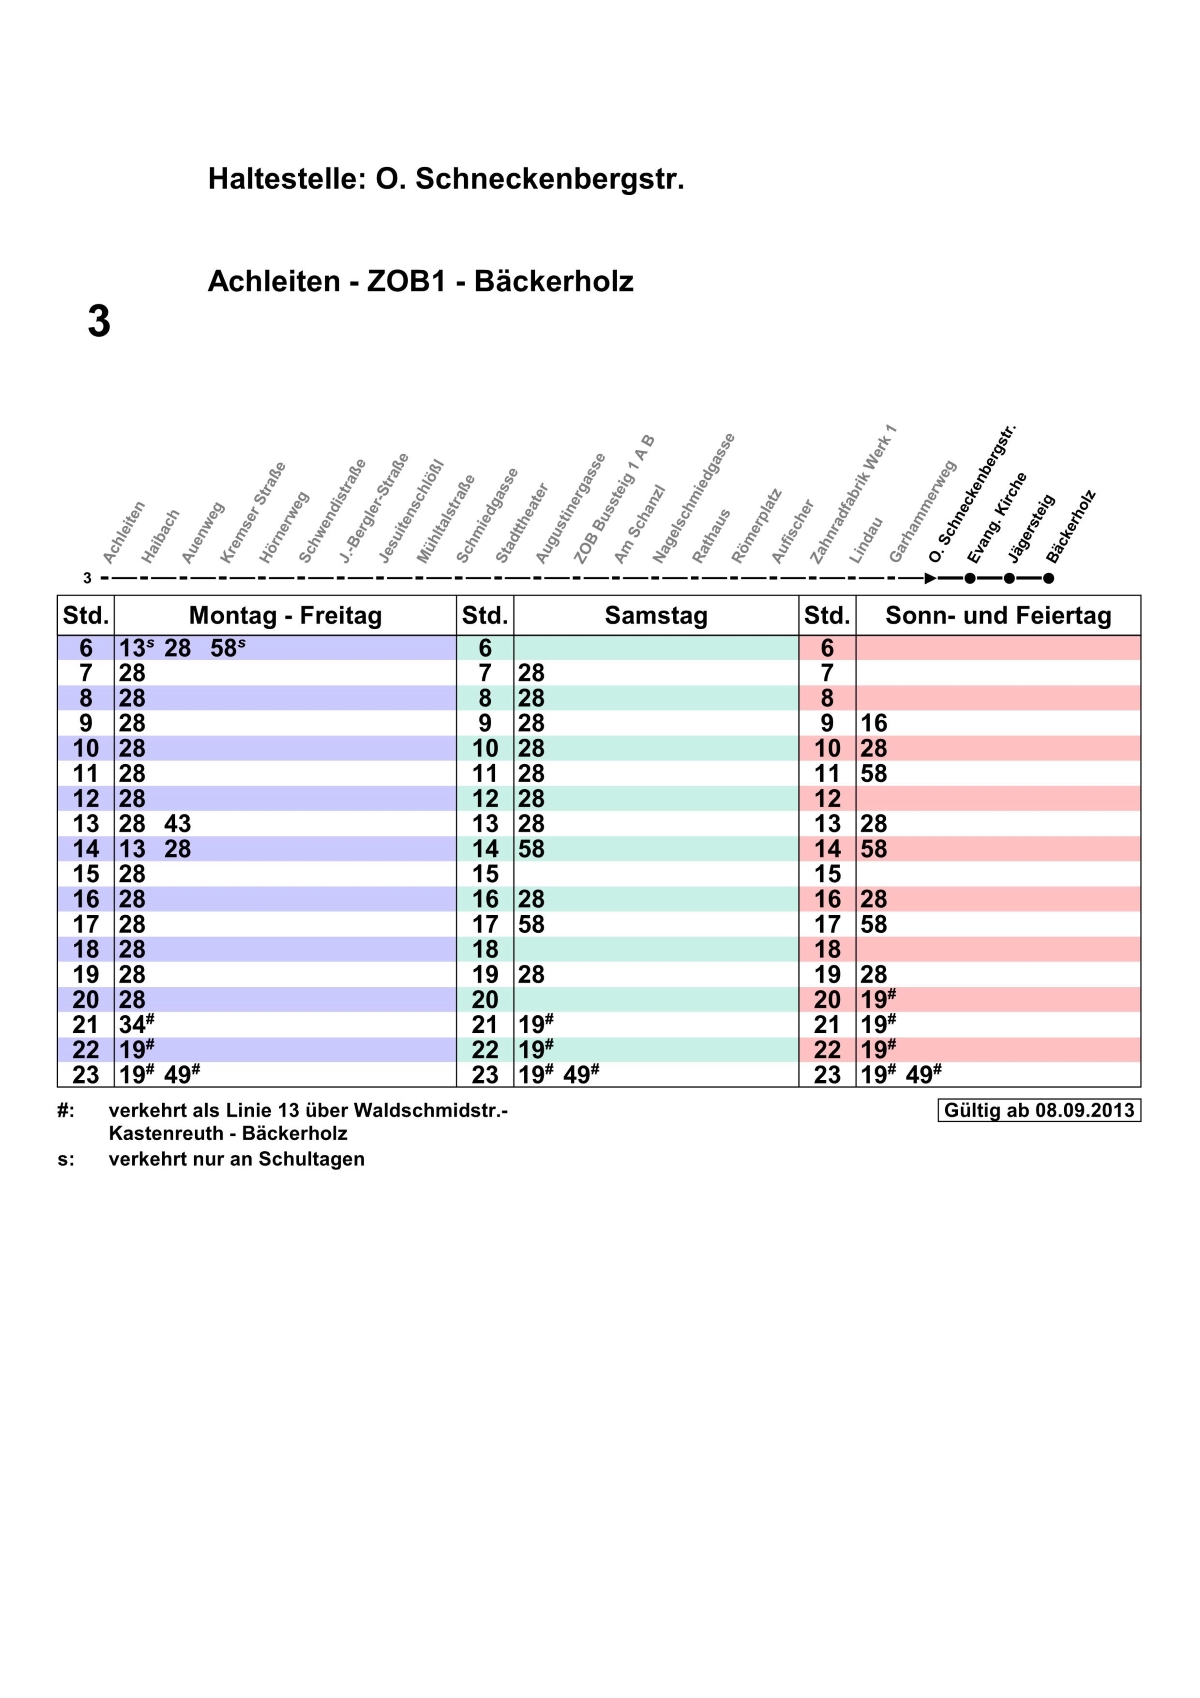 Haltestelle: O. Schneckenbergstr.
Achleiten - ZOB1 - Bäckerholz
3
Achleiten
Haibach
Auenweg
Kremser Straße
Hörnerweg
Schwendistraße
J.-Bergler-Straße
Jesuitenschlößl
Mühltalstraße
Schmiedgasse
Stadttheater
Augustinergasse
ZOB Bussteig 1 A B
Am Schanzl
Nagelschmiedgasse
Rathaus
Römerplatz
Aufischer
Zahnradfabrik Werk 1
Lindau
Garhammerweg
O. Schneckenbergstr.
Evang. Kirche
Jägersteig
Bäckerholz
3
Std. Montag - Freitag Std. Samstag Std. Sonn- und Feiertag
6 13s 28 58s 6 6
7 28 7 28 7
8 28 8 28 8
9 28 9 28 9 16
10 28 10 28 10 28
11 28 11 28 11 58
12 28 12 28 12
13 28 43 13 28 13 28
14 13 28 14 58 14 58
15 28 15 15
16 28 16 28 16 28
17 28 17 58 17 58
18 28 18 18
19 28 19 28 19 28
20 28 20 20 19#
21 34# 21 19# 21 19#
22 19# 22 19# 22 19#
23 19# 49# 23 19# 49# 23 19# 49#
#: verkehrt als Linie 13 über Waldschmidstr.-
Kastenreuth - Bäckerholz
s: verkehrt nur an Schultagen
Gültig ab 08.09.2013